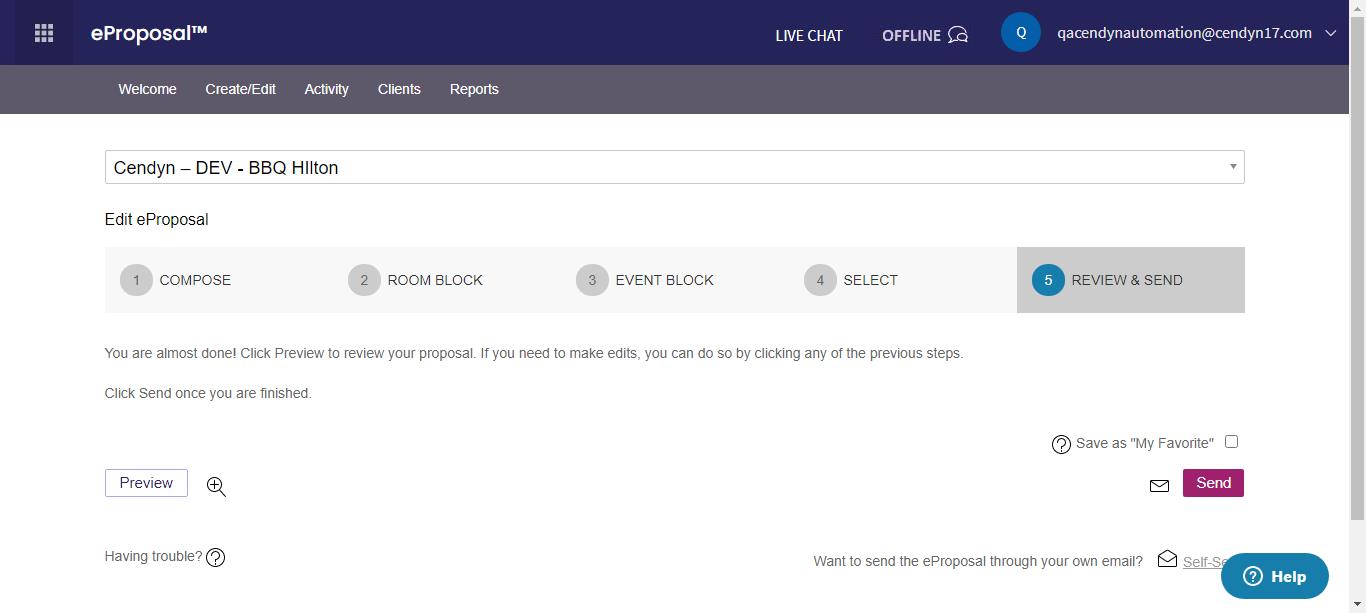 eProposal™
LIVE CHAT
OFFLINE
Q
qacendynautomation@cendyn17.com
Welcome
Create/Edit
Activity
Clients
Reports
Cendyn – DEV - BBQ HIlton
Edit eProposal
1 COMPOSE
2 ROOM BLOCK
3 EVENT BLOCK
4 SELECT
5 REVIEW & SEND
You are almost done! Click Preview to review your proposal. If you need to make edits, you can do so by clicking any of the previous steps.
Click Send once you are finished.
? Save as "My Favorite"
Preview
Send
Having trouble? ?
Want to send the eProposal through your own email?
Self-Se
? Help